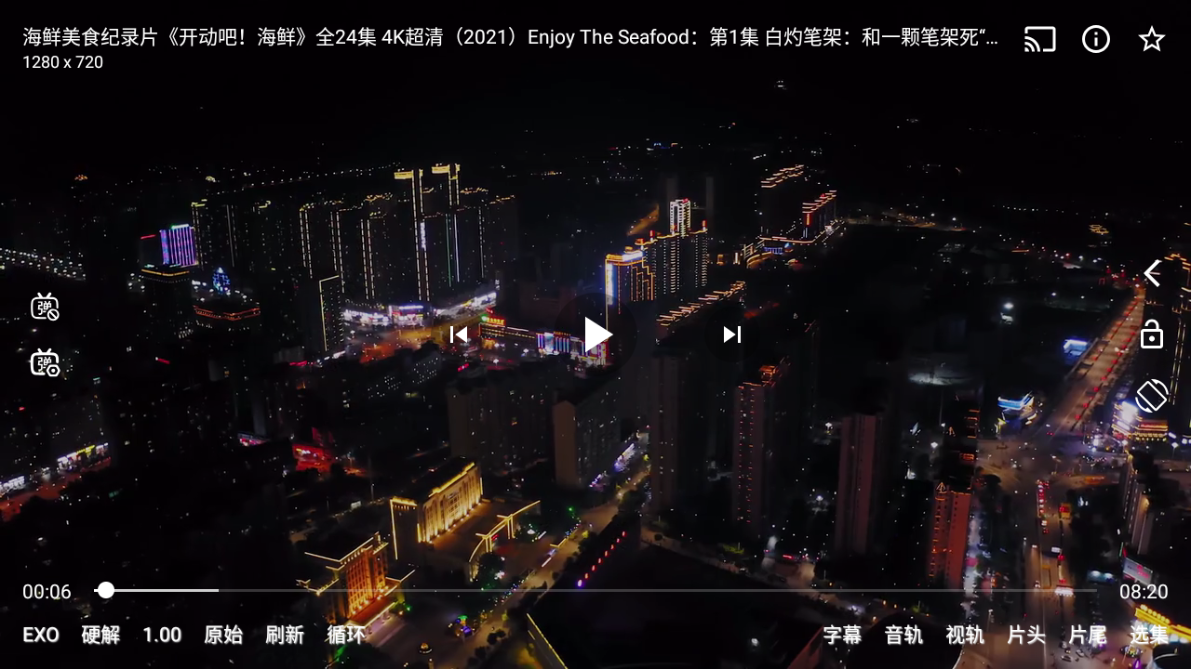 海鲜美食纪录片《开动吧！海鲜》全24集 4K超清（2021）Enjoy The Seafood：第1集 白灼笔架：和一颗笔架死“…
1280 x 720
弹
弹
00:06
08:20
EXO 硬解 1.00 原始 刷新 循环 字幕 音轨 视轨 片头 片尾 选集